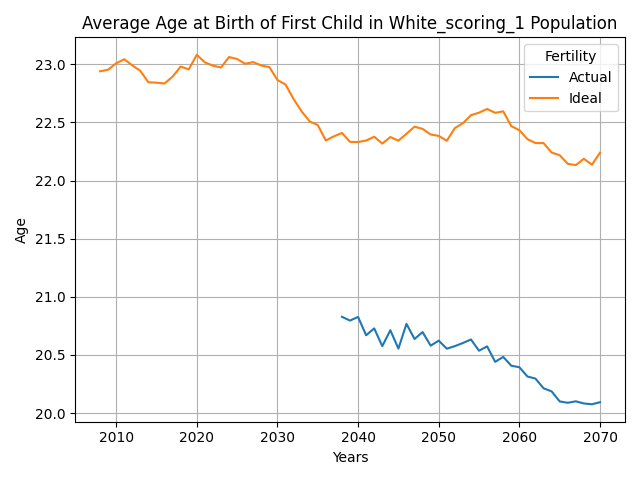 Average Age at Birth of First Child in White_scoring_1 Population
Fertility
Actual
Ideal
23.0
22.5
22.0
21.5
21.0
20.5
20.0
Age
2010 2020 2030 2040 2050 2060 2070
Years